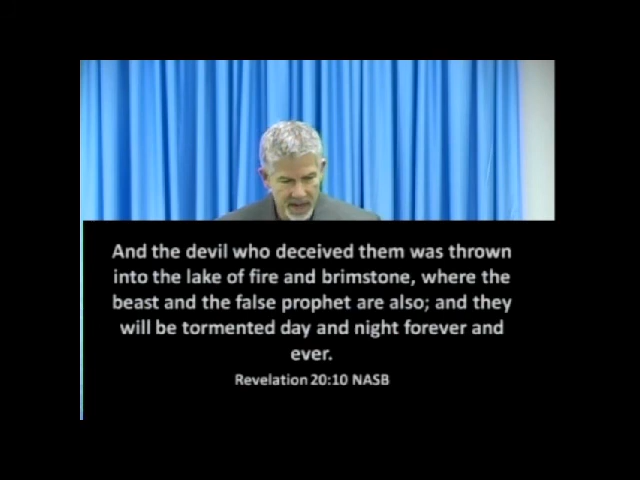 And the devil who deceived them was thrown
into the lake of fire and brimstone, where the
beast and the false prophet are also; and they
will be tormented day and night forever and
ever.
Revelation 20:10 NASB